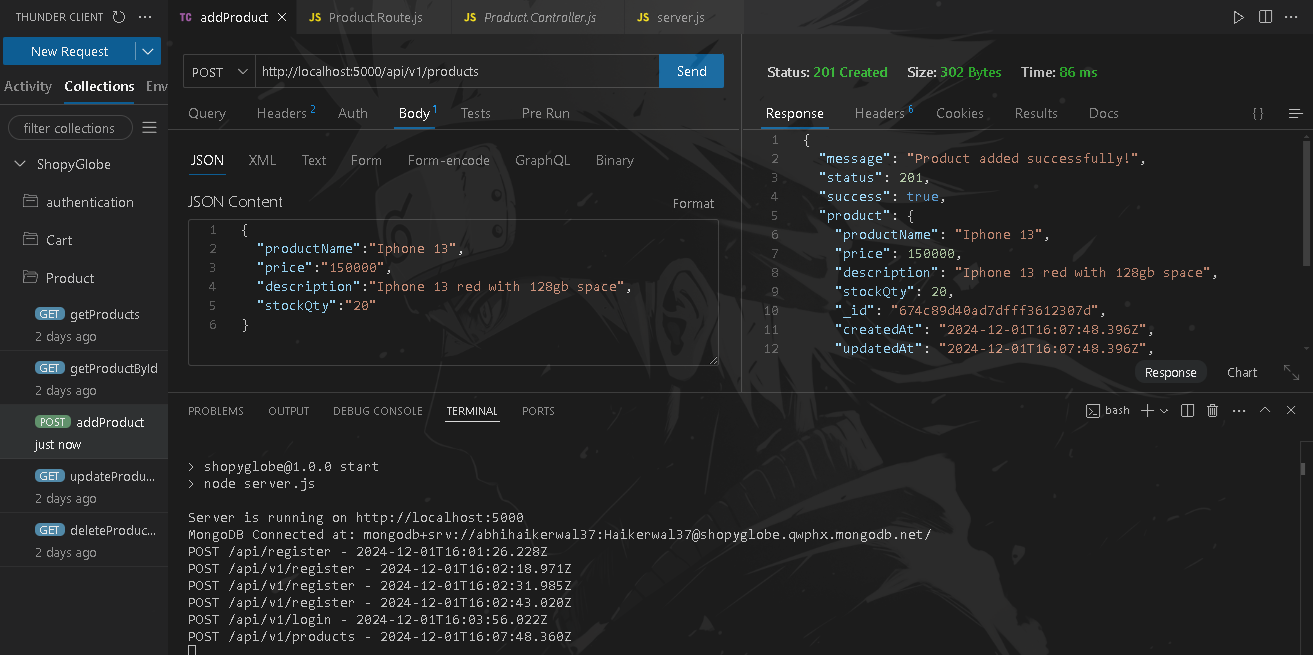 THUNDER CLIENT
New Request
Activity Collections Env
filter collections
ShopyGlobe
authentication
Cart
Product
GET getProducts
2 days ago
GET getProductById
2 days ago
POST addProduct
just now
GET updateProdu...
2 days ago
GET deleteProduc...
2 days ago
TC addProduct
JS Product.Route.js
JS Product.Controller.js
JS server.js
POST http://localhost:5000/api/v1/products Send
Query Headers 2 Auth Body 1 Tests Pre Run
JSON XML Text Form Form-encode GraphQL Binary
JSON Content Format
1 {
2 "productName":"Iphone 13",
3 "price":"150000",
4 "description":"Iphone 13 red with 128gb space",
5 "stockQty":"20"
6 }
Status: 201 Created Size: 302 Bytes Time: 86 ms
Response Headers 6 Cookies Results Docs {}
1 {
2 "message": "Product added successfully!",
3 "status": 201,
4 "success": true,
5 "product": {
6 "productName": "Iphone 13",
7 "price": 150000,
8 "description": "Iphone 13 red with 128gb space",
9 "stockQty": 20,
10 "_id": "674c89d40ad7dfff3612307d",
11 "createdAt": "2024-12-01T16:07:48.396Z",
12 "updatedAt": "2024-12-01T16:07:48.396Z",
Response Chart
PROBLEMS OUTPUT DEBUG CONSOLE TERMINAL PORTS
bash
> shopyglobe@1.0.0 start
> node server.js
Server is running on http://localhost:5000
MongoDB Connected at: mongodb+srv://abhihaikerwal37:Haikerwal37@shopyglobe.qwphx.mongodb.net/
POST /api/register - 2024-12-01T16:01:26.228Z
POST /api/v1/register - 2024-12-01T16:02:18.971Z
POST /api/v1/register - 2024-12-01T16:02:31.985Z
POST /api/v1/register - 2024-12-01T16:02:43.020Z
POST /api/v1/login - 2024-12-01T16:03:56.022Z
POST /api/v1/products - 2024-12-01T16:07:48.360Z